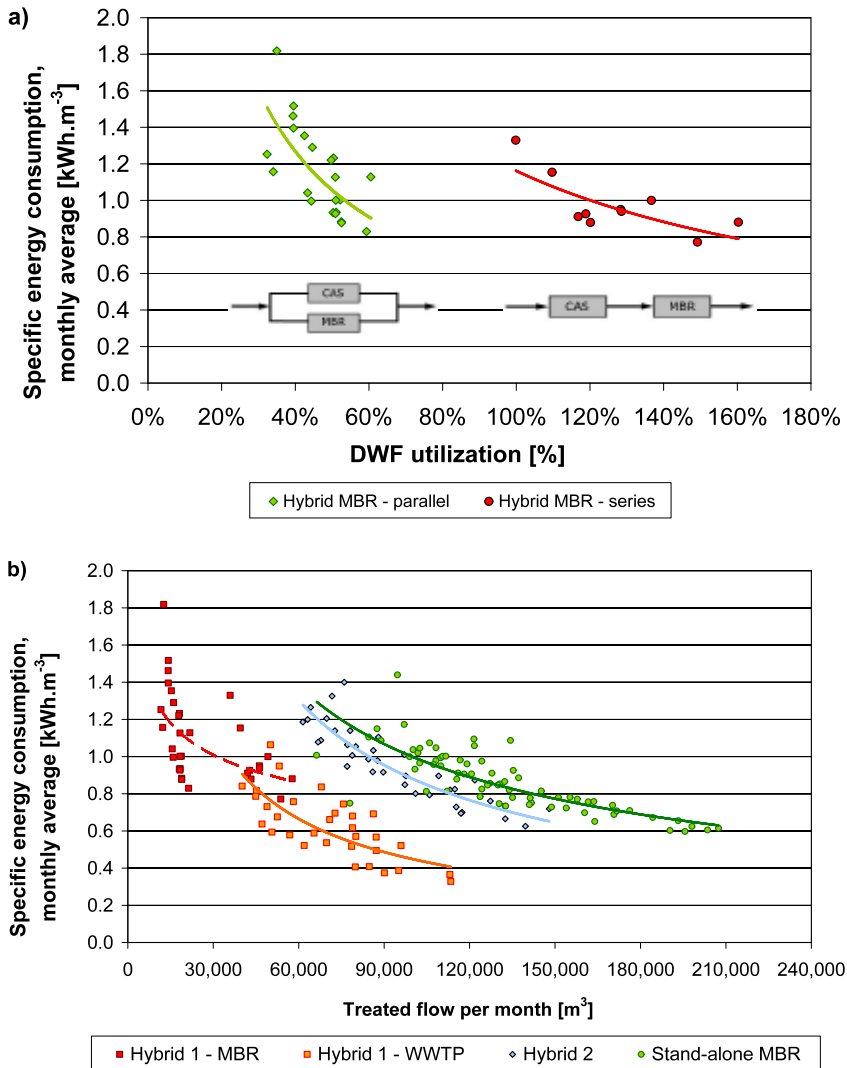 a)
Specific energy consumption,
monthly average [kWh.m-3]
2.0
1.8
1.6
1.4
1.2
1.0
0.8
0.6
0.4
0.2
0.0
CAS
MBR
CAS
MBR
0% 20% 40% 60% 80% 100% 120% 140% 160% 180%
DWF utilization [%]
Hybrid MBR - parallel Hybrid MBR - series
b)
Specific energy consumption,
monthly average [kWh.m-3]
2.0
1.8
1.6
1.4
1.2
1.0
0.8
0.6
0.4
0.2
0.0
0 30,000 60,000 90,000 120,000 150,000 180,000 210,000 240,000
Treated flow per month [m3]
Hybrid 1 - MBR Hybrid 1 - WWTP Hybrid 2 Stand-alone MBR